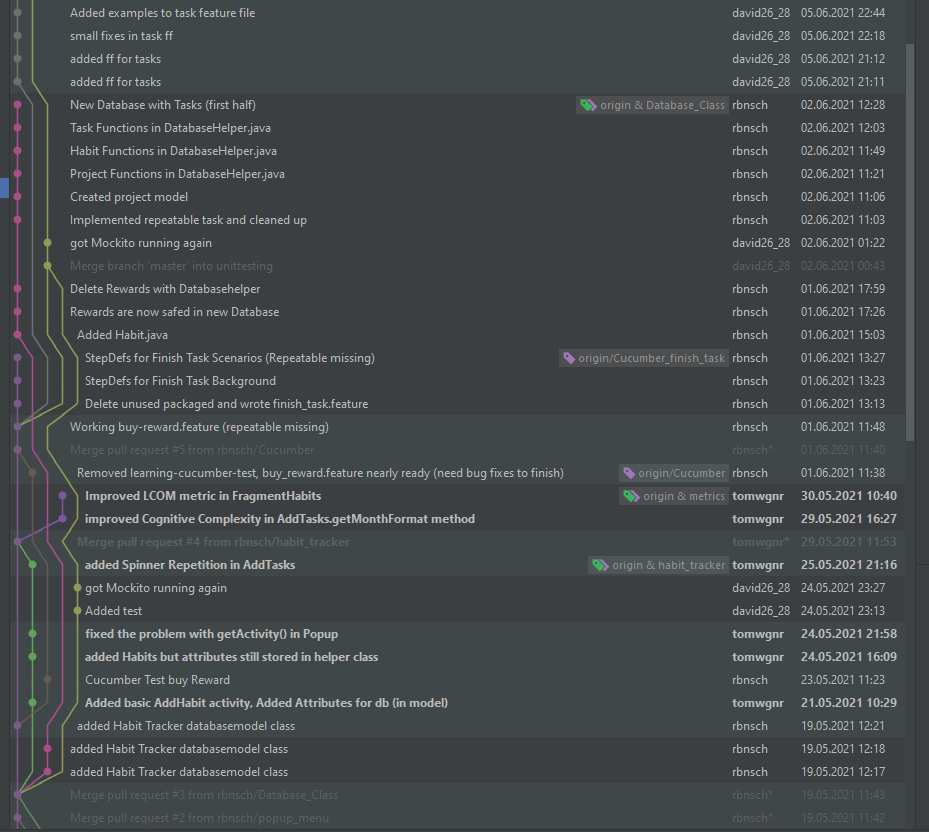 Added examples to task feature file david26_28 05.06.2021 22:44
small fixes in task ff david26_28 05.06.2021 22:18
added ff for tasks david26_28 05.06.2021 21:12
added ff for tasks david26_28 05.06.2021 21:11
New Database with Tasks (first half) origin & Database_Class rbnsch 02.06.2021 12:28
Task Functions in DatabaseHelper.java rbnsch 02.06.2021 12:03
Habit Functions in DatabaseHelper.java rbnsch 02.06.2021 11:49
Project Functions in DatabaseHelper.java rbnsch 02.06.2021 11:21
Created project model rbnsch 02.06.2021 11:06
Implemented repeatable task and cleaned up rbnsch 02.06.2021 11:03
got Mockito running again david26_28 02.06.2021 01:22
Merge branch 'master' into unittesting david26_28 02.06.2021 00:43
Delete Rewards with Databasehelper rbnsch 01.06.2021 17:59
Rewards are now safed in new Database rbnsch 01.06.2021 17:26
Added Habit.java rbnsch 01.06.2021 15:03
StepDefs for Finish Task Scenarios (Repeatable missing) origin/Cucumber_finish_task rbnsch 01.06.2021 13:27
StepDefs for Finish Task Background rbnsch 01.06.2021 13:23
Delete unused packaged and wrote finish_task.feature rbnsch 01.06.2021 13:13
Working buy-reward.feature (repeatable missing) rbnsch 01.06.2021 11:48
Merge pull request #5 from rbnsch/Cucumber rbnsch* 01.06.2021 11:40
Removed learning-cucumber-test, buy_reward.feature nearly ready (need bug fixes to finish) origin/Cucumber rbnsch 01.06.2021 11:38
Improved LCOM metric in FragmentHabits origin & metrics tomwgnr 30.05.2021 10:40
improved Cognitive Complexity in AddTasks.getMonthFormat method tomwgnr 29.05.2021 16:27
Merge pull request #4 from rbnsch/habit_tracker tomwgnr* 29.05.2021 11:53
added Spinner Repetition in AddTasks origin & habit_tracker tomwgnr 25.05.2021 21:16
got Mockito running again david26_28 24.05.2021 23:27
Added test david26_28 24.05.2021 23:13
fixed the problem with getActivity() in Popup tomwgnr 24.05.2021 21:58
added Habits but attributes still stored in helper class tomwgnr 24.05.2021 16:09
Cucumber Test buy Reward rbnsch 23.05.2021 11:23
Added basic AddHabit activity, Added Attributes for db (in model) tomwgnr 21.05.2021 10:29
added Habit Tracker databasemodel class rbnsch 19.05.2021 12:21
added Habit Tracker databasemodel class rbnsch 19.05.2021 12:18
added Habit Tracker databasemodel class rbnsch 19.05.2021 12:17
Merge pull request #3 from rbnsch/Database_Class rbnsch* 19.05.2021 11:43
Merge pull request #2 from rbnsch/popup_menu rbnsch* 19.05.2021 11:42